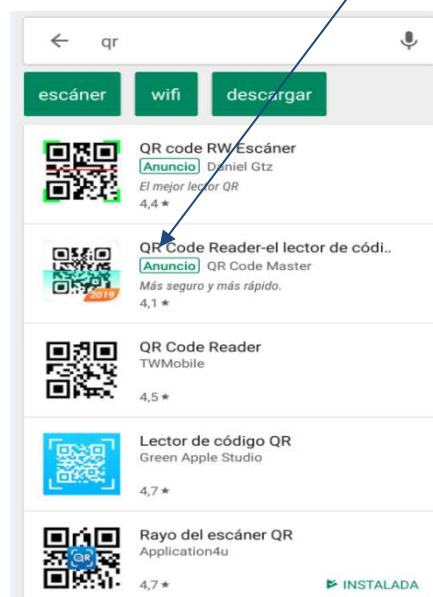 qr
escáner wifi descargar
QR code RW Escáner
Anuncio Daniel Gtz
El mejor lector QR
4,4 ★
QR Code Reader-el lector de códi..
Anuncio QR Code Master
Más seguro y más rápido.
2019
4,1 ★
QR Code Reader
TWMobile
4,5 ★
Lector de código QR
Green Apple Studio
4,7 ★
Rayo del escáner QR
Application4u
QR
4,7 ★ INSTALADA